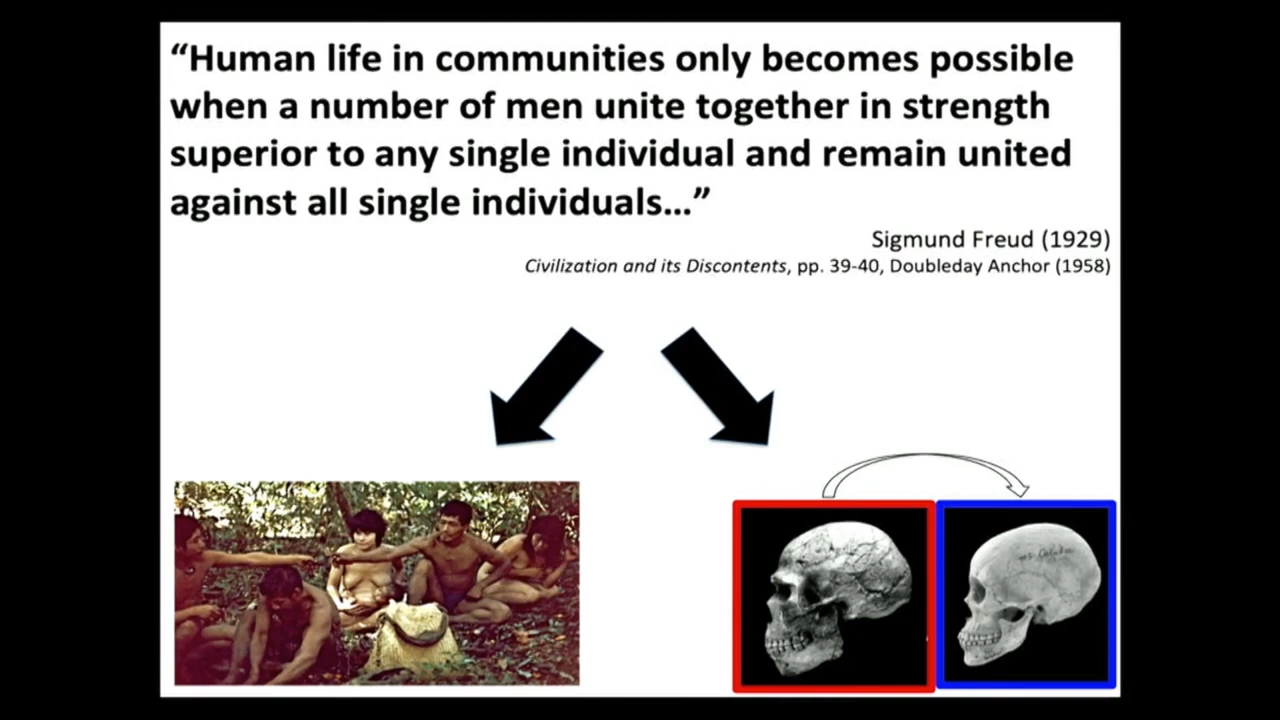 “Human life in communities only becomes possible
when a number of men unite together in strength
superior to any single individual and remain united
against all single individuals…”
Sigmund Freud (1929)
Civilization and its Discontents, pp. 39-40, Doubleday Anchor (1958)